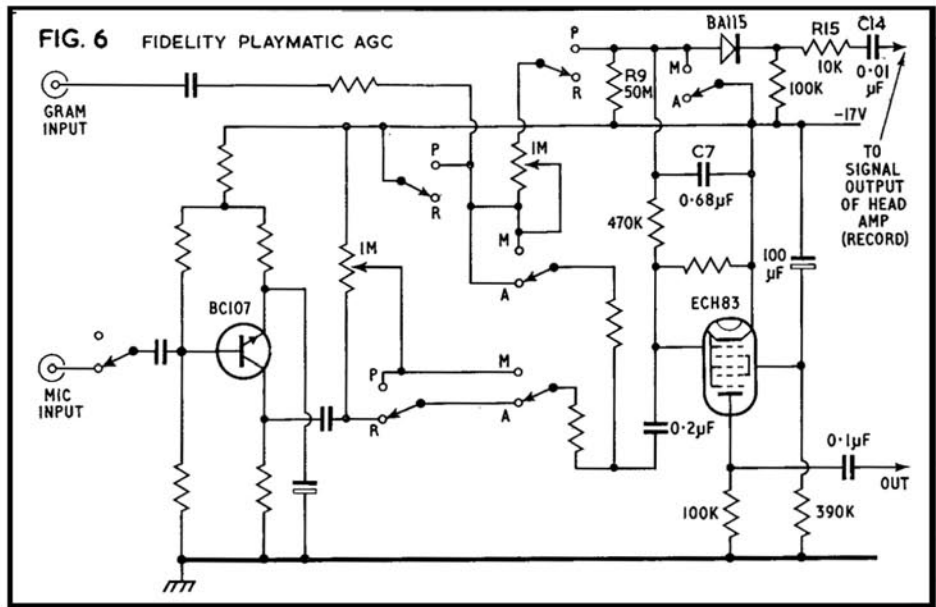 FIG. 6 FIDELITY PLAYMATIC AGC
GRAM
INPUT
P
R
R9
50M
M
A
BA115
R15
10K
C14
0.01
µF
100K
-17V
TO
SIGNAL
OUTPUT
OF HEAD
AMP
(RECORD)
P
R
1M
C7
0.68µF
470K
1M
M
A
100
µF
BC107
ECH83
MIC
INPUT
P
R
M
A
0.2µF
0.1µF
OUT
100K
390K